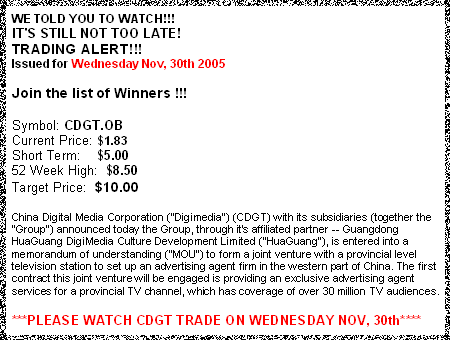 WE TOLD YOU TO WATCH!!!
IT'S STILL NOT TOO LATE!
TRADING ALERT!!!
Issued for Wednesday Nov, 30th 2005
Join the list of Winners !!!
Symbol: CDGT.OB
Current Price: $1.83
Short Term: $5.00
52 Week High: $8.50
Target Price: $10.00
China Digital Media Corporation ("Digimedia") (CDGT) with its subsidiaries (together the
"Group") announced today the Group, through it's affiliated partner -- Guangdong
HuaGuang DigiMedia Culture Development Limited ("HuaGuang"), is entered into a
memorandum of understanding ("MOU") to form a joint venture with a provincial level
television station to set up an advertising agent firm in the western part of China. The first
contract this joint venture will be engaged is providing an exclusive advertising agent
services for a provincial TV channel, which has coverage of over 30 million TV audiences.
***PLEASE WATCH CDGT TRADE ON WEDNESDAY NOV, 30th****